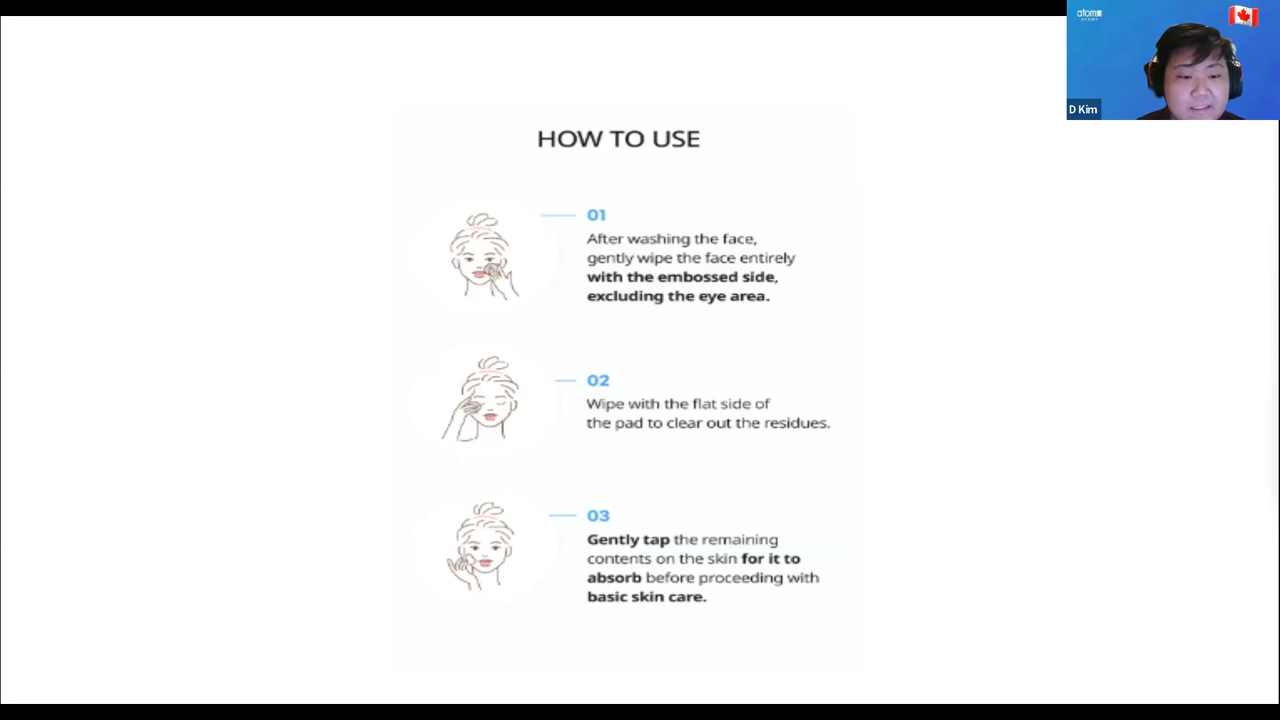 HOW TO USE
01
After washing the face,
gently wipe the face entirely
with the embossed side,
excluding the eye area.
02
Wipe with the flat side of
the pad to clear out the residues.
03
Gently tap the remaining
contents on the skin for it to
absorb before proceeding with
basic skin care.
D Kim